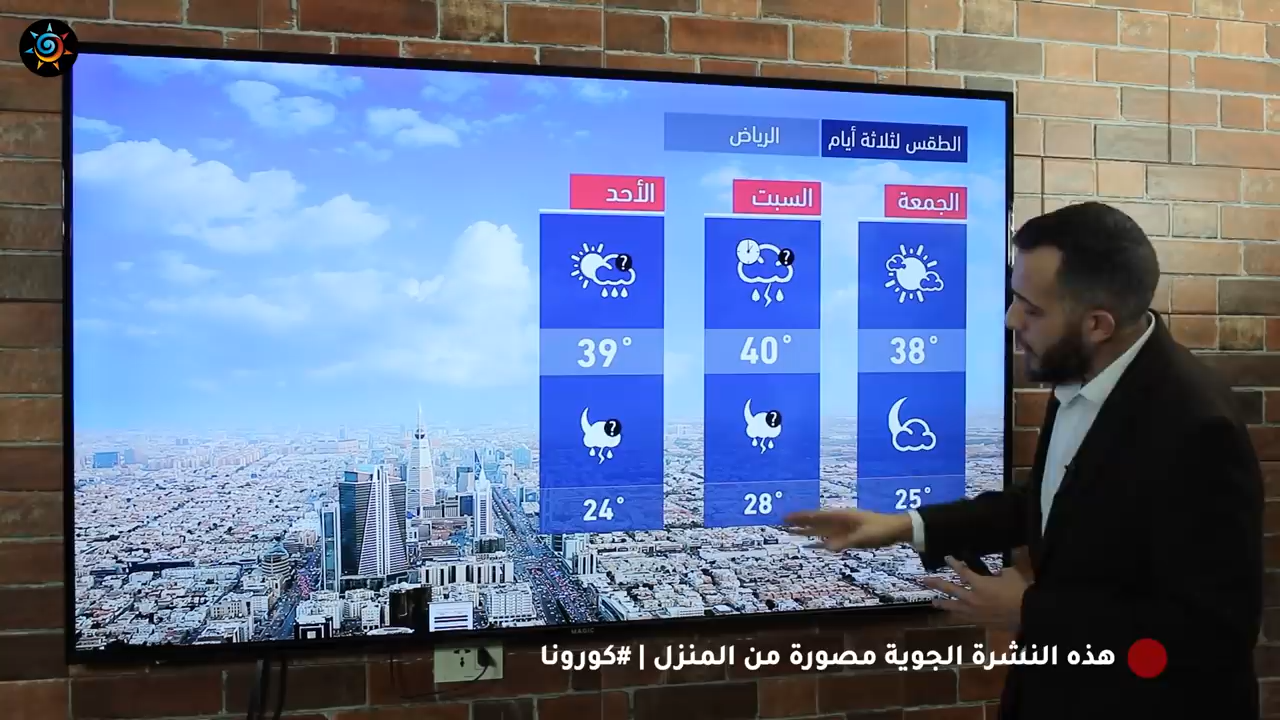 الطقس لثلاثة أيام
الرياض
الجمعة
السبت
الأحد
?
?
38°
40°
39°
?
?
25°
28°
24°
MAGIC
هذه النشرة الجوية مصورة من المنزل | #كورونا